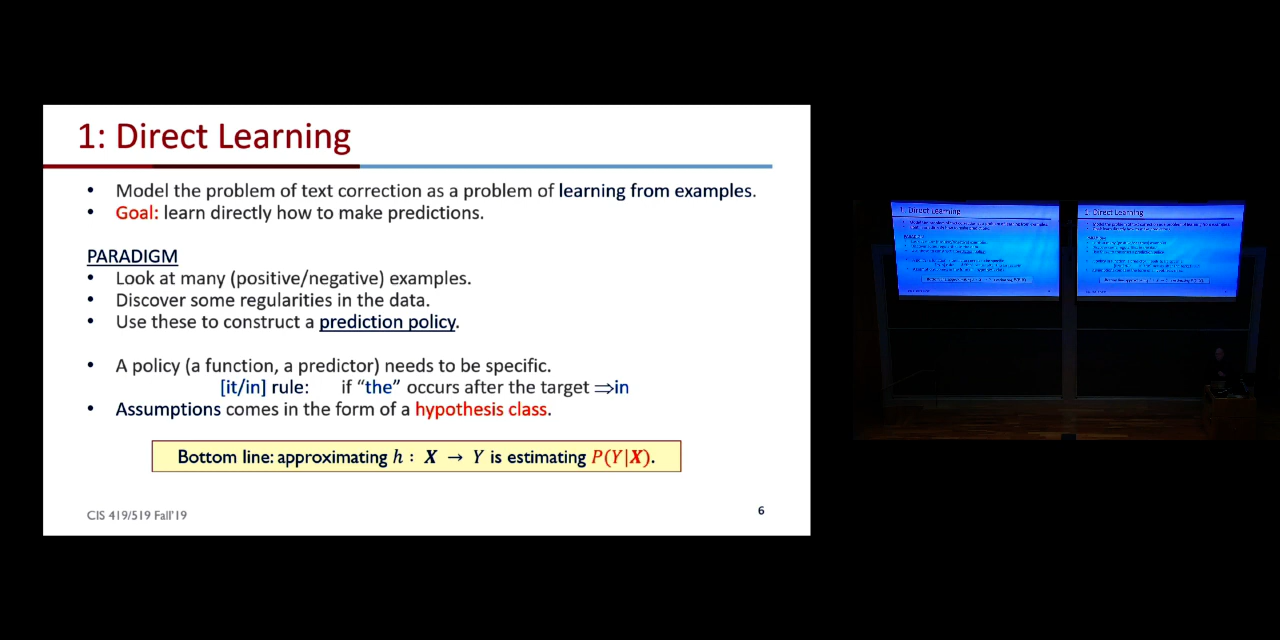 1: Direct Learning
• Model the problem of text correction as a problem of learning from examples.
• Goal: learn directly how to make predictions.
PARADIGM
• Look at many (positive/negative) examples.
• Discover some regularities in the data.
• Use these to construct a prediction policy.
• A policy (a function, a predictor) needs to be specific.
[it/in] rule: if “the” occurs after the target ⟹in
• Assumptions comes in the form of a hypothesis class.
Bottom line: approximating h : X → Y is estimating P(Y|X).
CIS 419/519 Fall’19
6
1: Direct Learning
1: Direct Learning